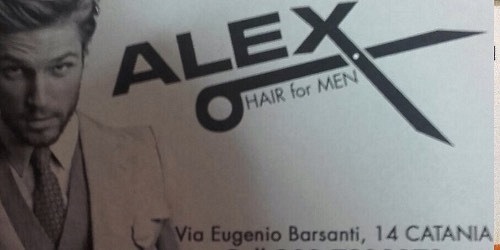 ALEX
HAIR for MEN
Via Eugenio Barsanti, 14 CATANIA